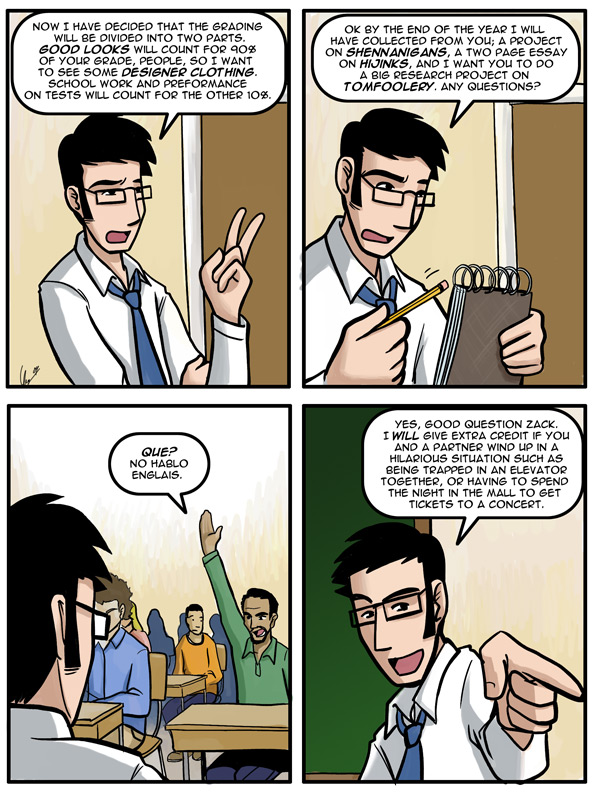 NOW I HAVE DECIDED THAT THE GRADING
WILL BE DIVIDED INTO TWO PARTS.
GOOD LOOKS WILL COUNT FOR 90%
OF YOUR GRADE, PEOPLE, SO I WANT
TO SEE SOME DESIGNER CLOTHING.
SCHOOL WORK AND PREFORMANCE
ON TESTS WILL COUNT FOR THE OTHER 10%.
OK BY THE END OF THE YEAR I WILL
HAVE COLLECTED FROM YOU; A PROJECT
ON SHENNANIGANS, A TWO PAGE ESSAY
ON HIJINKS, AND I WANT YOU TO DO
A BIG RESEARCH PROJECT ON
TOMFOOLERY. ANY QUESTIONS?
QUE?
NO HABLO
ENGLAIS.
YES, GOOD QUESTION ZACK.
I WILL GIVE EXTRA CREDIT IF YOU
AND A PARTNER WIND UP IN A
HILARIOUS SITUATION SUCH AS
BEING TRAPPED IN AN ELEVATOR
TOGETHER, OR HAVING TO SPEND
THE NIGHT IN THE MALL TO GET
TICKETS TO A CONCERT.